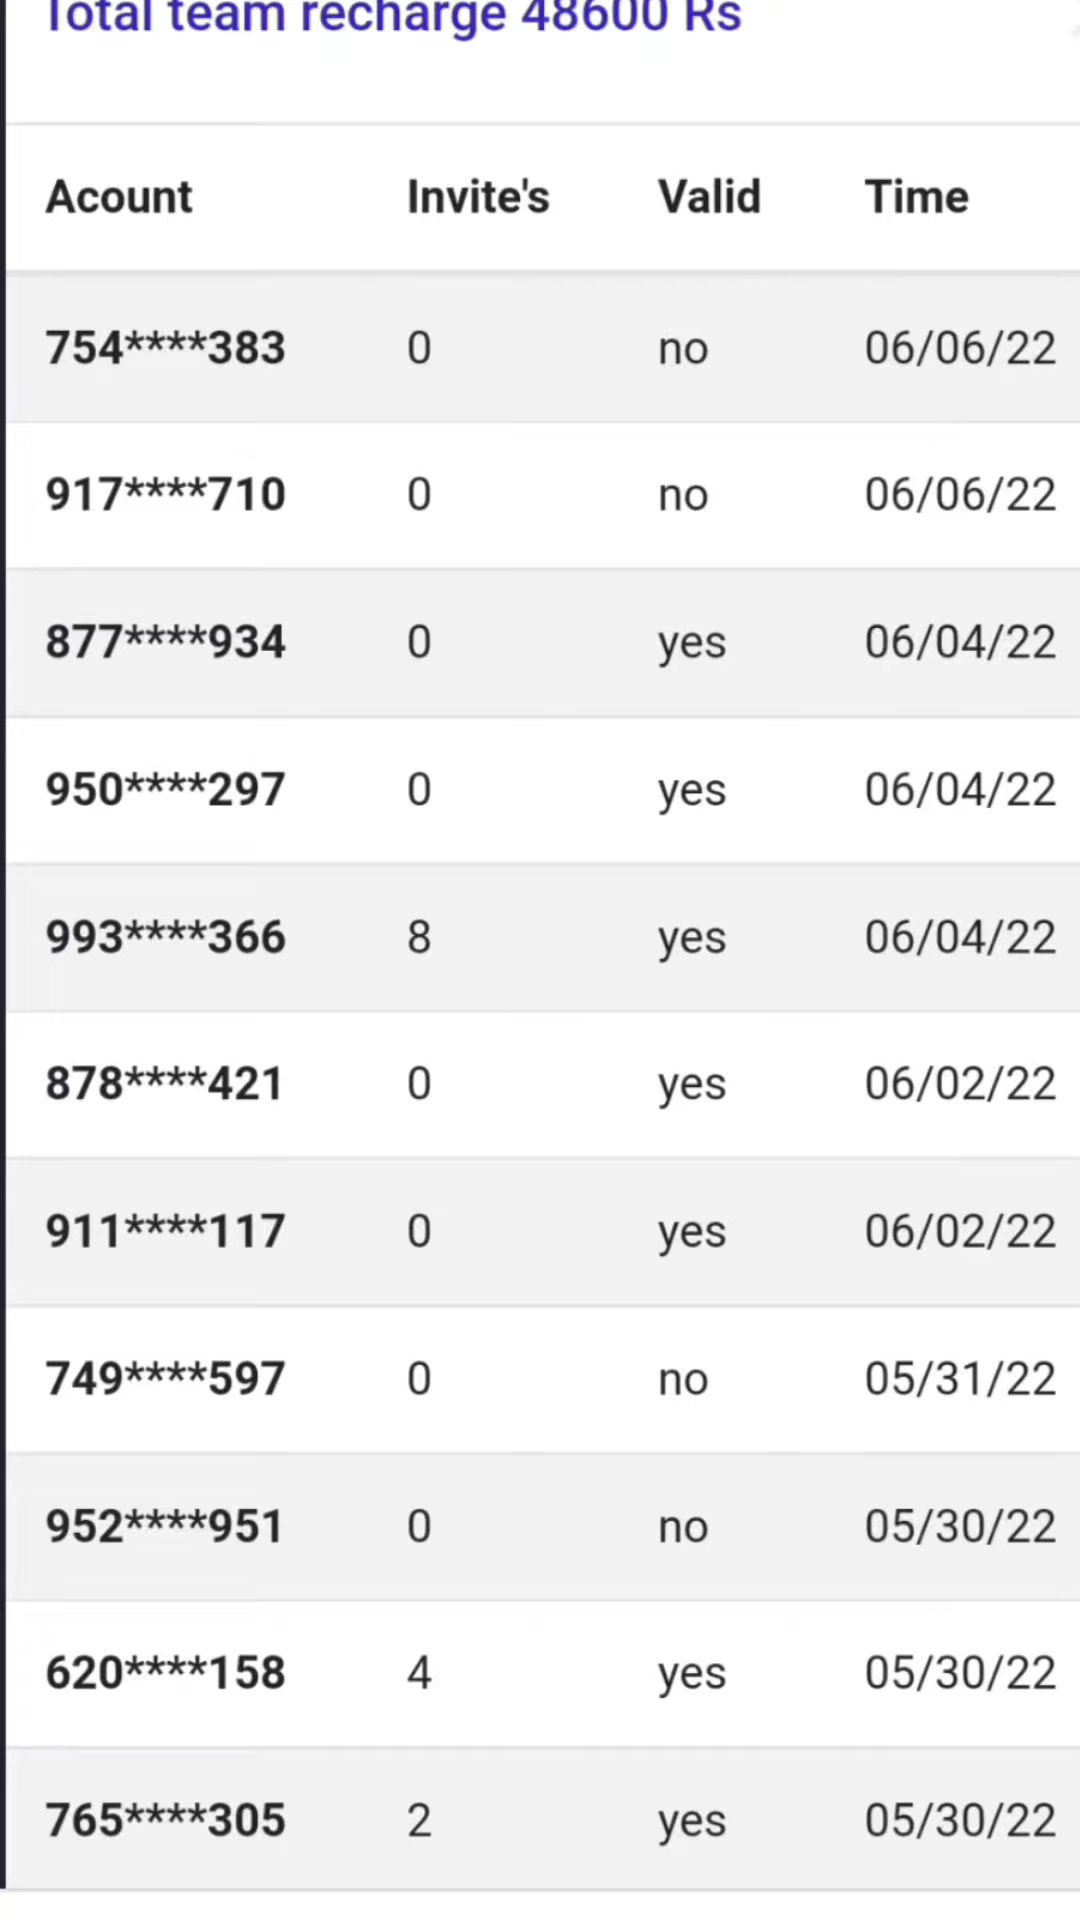 Total team recharge 48600 Rs
Acount Invite's Valid Time
754****383 0 no 06/06/22
917****710 0 no 06/06/22
877****934 0 yes 06/04/22
950****297 0 yes 06/04/22
993****366 8 yes 06/04/22
878****421 0 yes 06/02/22
911****117 0 yes 06/02/22
749****597 0 no 05/31/22
952****951 0 no 05/30/22
620****158 4 yes 05/30/22
765****305 2 yes 05/30/22